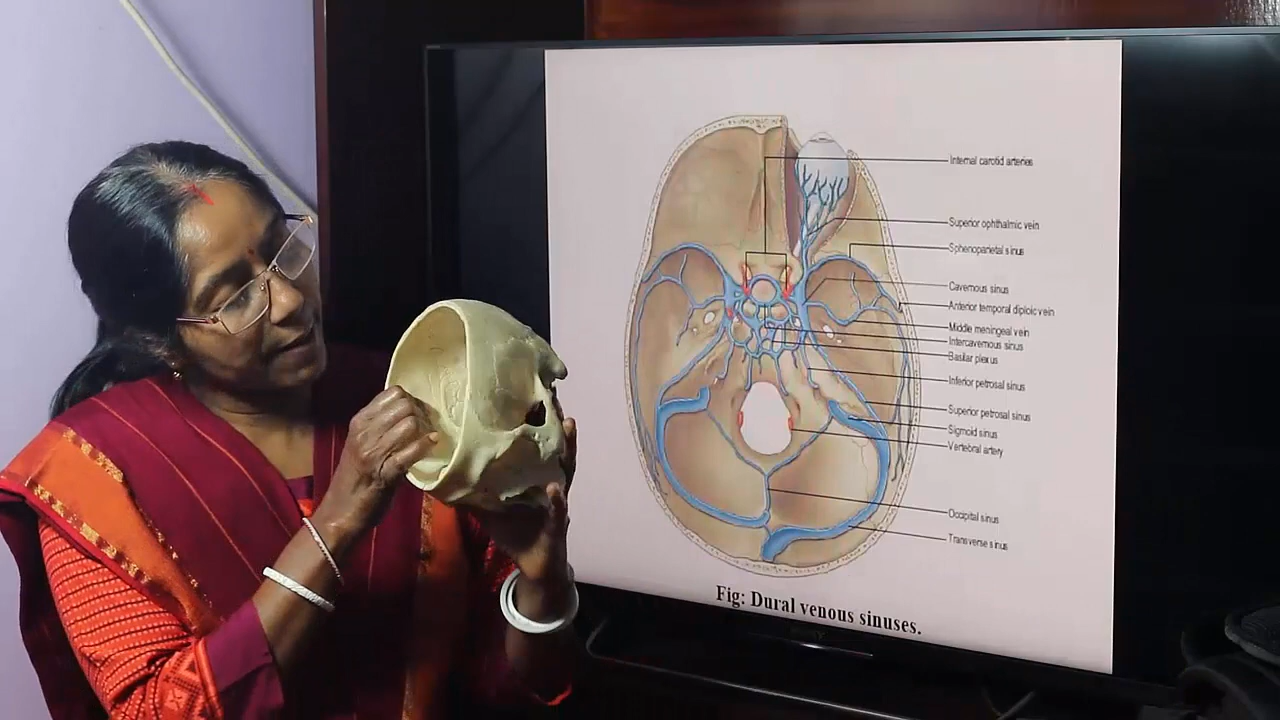 Internal carotid arteries
Superior ophthalmic vein
Sphenoparietal sinus
Cavernous sinus
Anterior temporal diploic vein
Middle meningeal vein
Intercavernous sinus
Basilar plexus
Inferior petrosal sinus
Superior petrosal sinus
Sigmoid sinus
Vertebral artery
Occipital sinus
Transverse sinus
Fig: Dural venous sinuses.